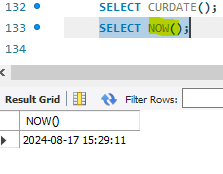 132 SELECT CURDATE();
133 SELECT NOW();
134
Result Grid Filter Rows:
NOW()
2024-08-17 15:29:11